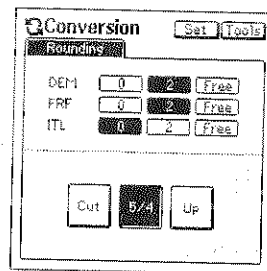 Conversion Set Tools
Rounding
DEM 0 2 Free
FRF 0 2 Free
ITL 0 2 Free
Cut 5/4 Up